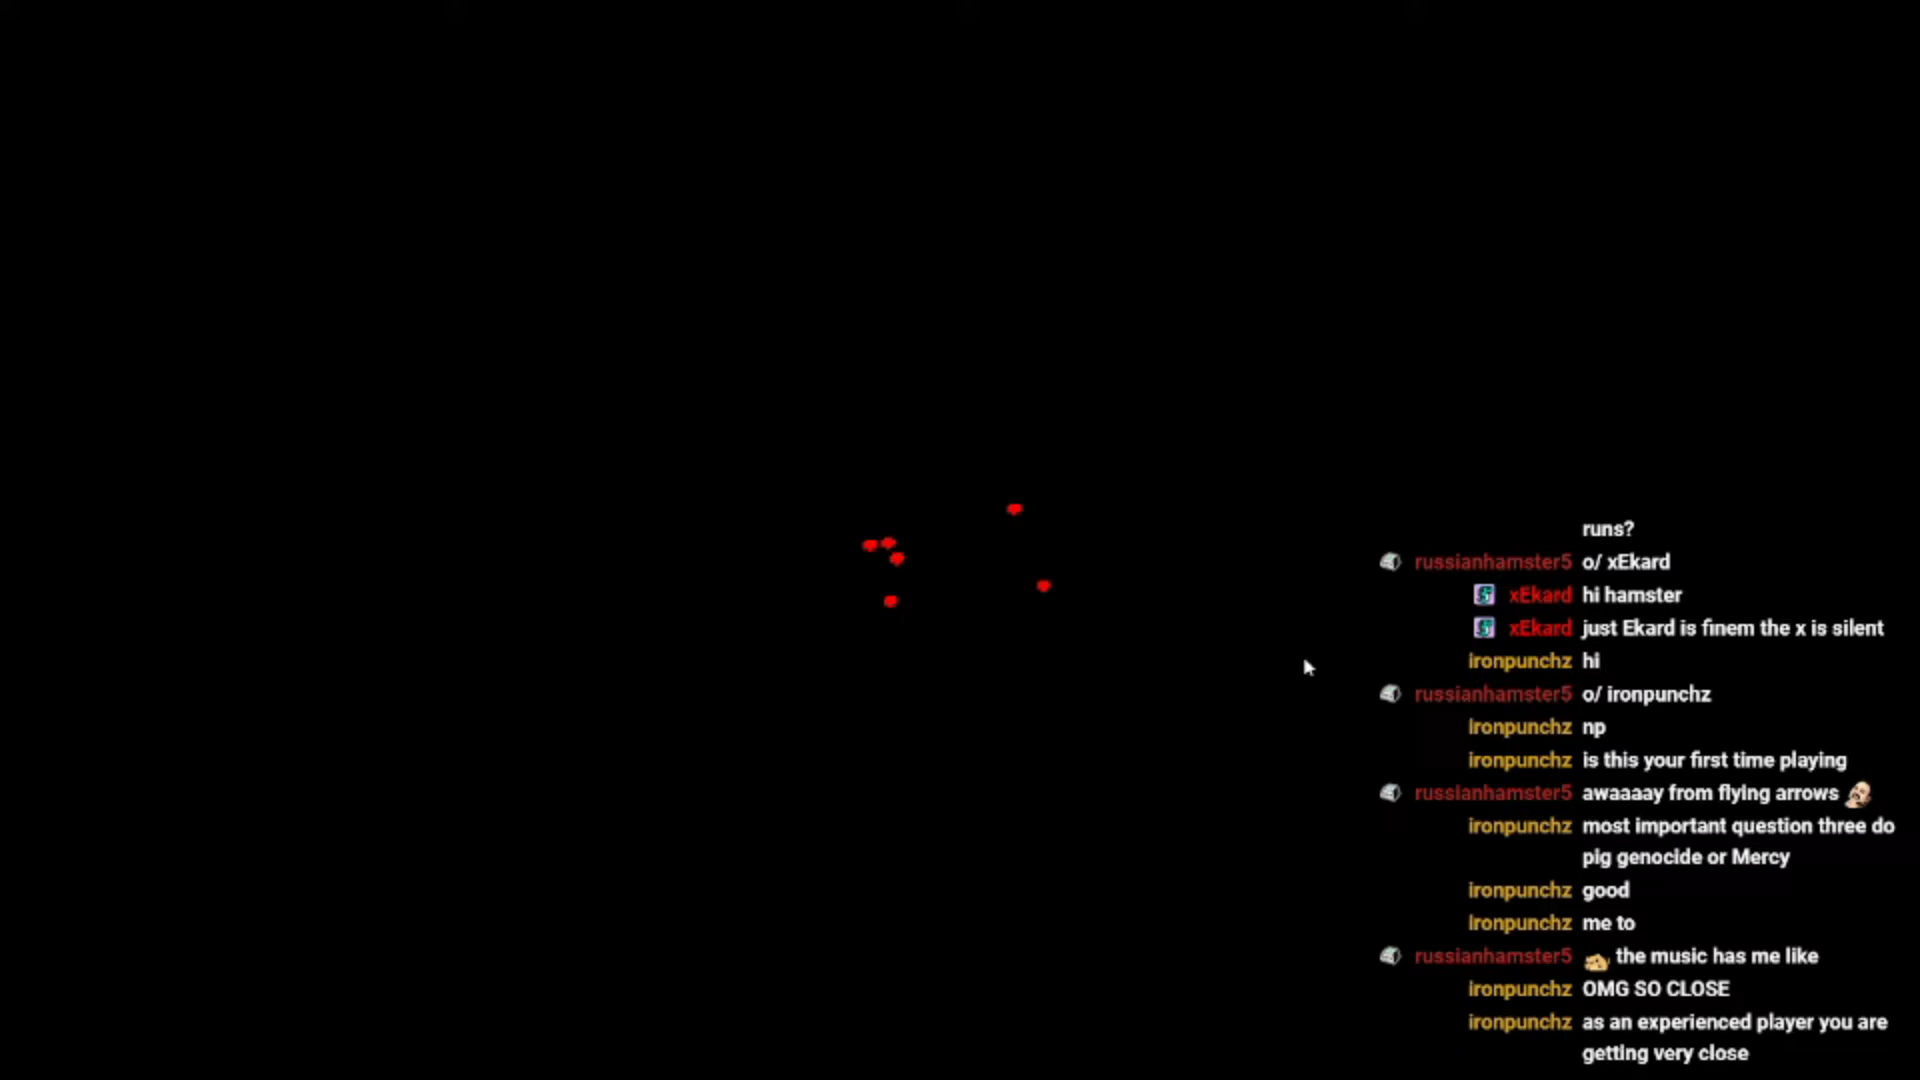 runs?
russianhamster5 o/ xEkard
xEkard hi hamster
xEkard just Ekard is finem the x is silent
ironpunchz hi
russianhamster5 o/ ironpunchz
ironpunchz np
ironpunchz is this your first time playing
russianhamster5 awaaaay from flying arrows
ironpunchz most important question three do
pig genocide or Mercy
ironpunchz good
ironpunchz me to
russianhamster5 the music has me like
ironpunchz OMG SO CLOSE
ironpunchz as an experienced player you are
getting very close